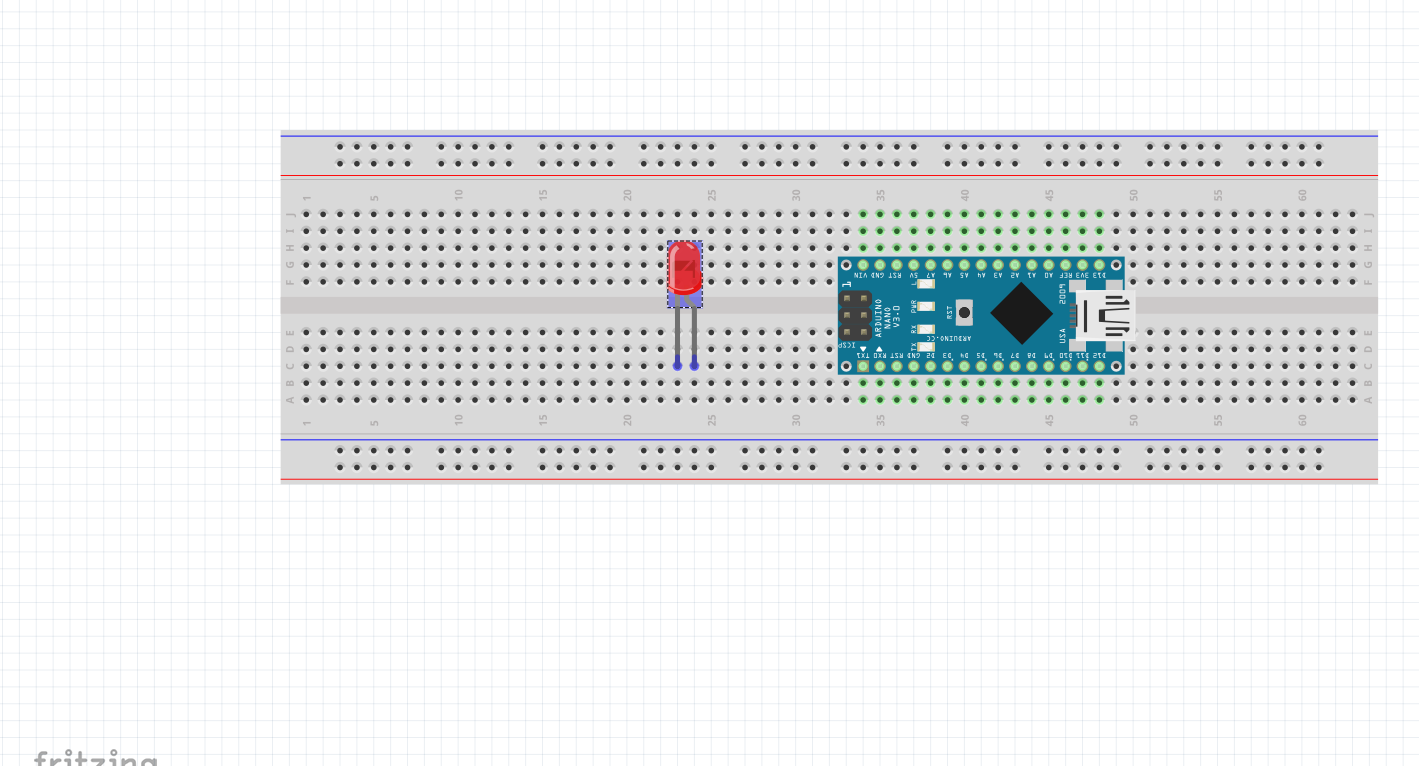 1 5 10 15 20 25 30 35 40 45 50 55 60
J J
I I
H H
G G
F F
VIN GND RST 5V A7 A6 A5 A4 A3 A2 A1 A0 REF 3V3 D13
1
L
PWR
RX
TX
ICSP
ARDUINO
NANO
V3.0
RST
ARDUINO.CC
2009
USA
TX1 RX0 RST GND D2 D3 D4 D5 D6 D7 D8 D9 D10 D11 D12
E E
D D
C C
B B
A A
1 5 10 15 20 25 30 35 40 45 50 55 60
fritzing